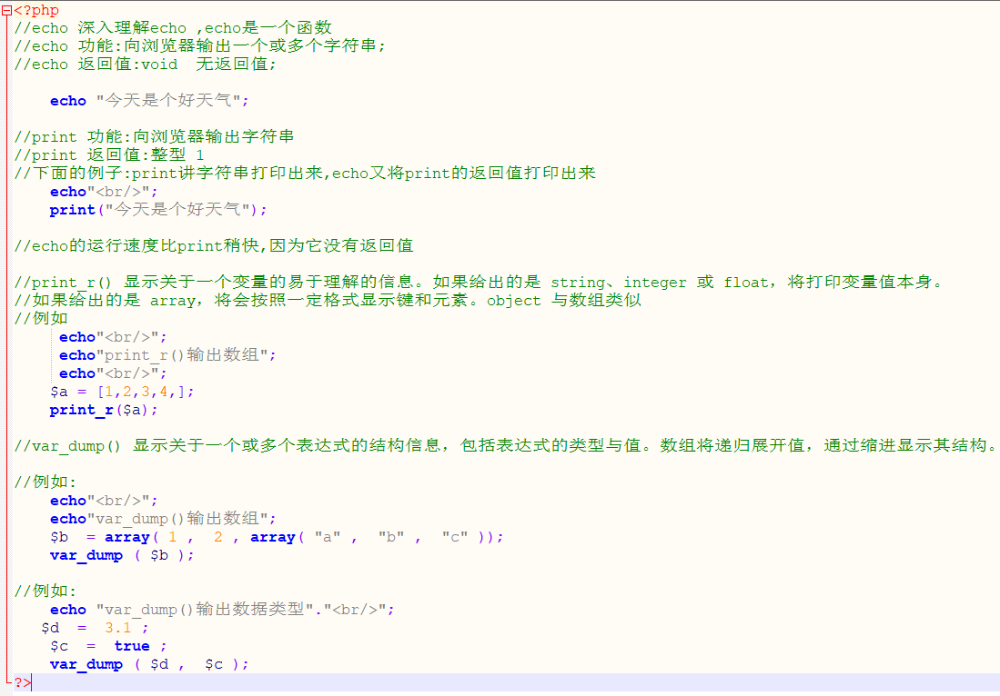 <?php
//echo 深入理解echo ,echo是一个函数
//echo 功能:向浏览器输出一个或多个字符串;
//echo 返回值:void  无返回值;
echo "今天是个好天气";
//print 功能:向浏览器输出字符串
//print 返回值:整型 1
//下面的例子:print讲字符串打印出来,echo又将print的返回值打印出来
echo"<br/>";
print("今天是个好天气");
//echo的运行速度比print稍快,因为它没有返回值
//print_r() 显示关于一个变量的易于理解的信息。如果给出的是 string、integer 或 float，将打印变量值本身。
//如果给出的是 array，将会按照一定格式显示键和元素。object 与数组类似
//例如
echo"<br/>";
echo"print_r()输出数组";
echo"<br/>";
$a = [1,2,3,4,];
print_r($a);
//var_dump() 显示关于一个或多个表达式的结构信息，包括表达式的类型与值。数组将递归展开值，通过缩进显示其结构。
//例如:
echo"<br/>";
echo"var_dump()输出数组";
$b  = array( 1 ,  2 , array( "a" ,  "b" ,  "c" ));
var_dump ( $b );
//例如:
echo "var_dump()输出数据类型"."<br/>";
$d  =  3.1 ;
$c  =  true ;
var_dump ( $d ,  $c );
?>